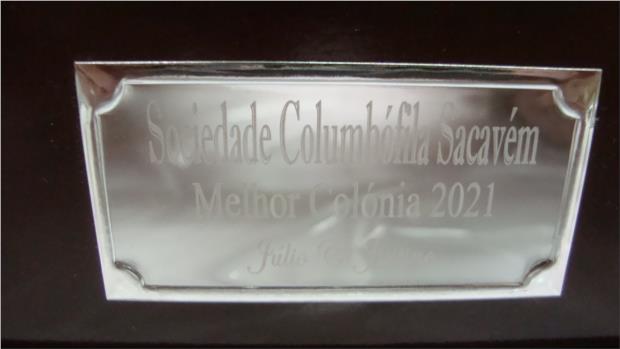 Sociedade Columbófila Sacavém
Melhor Colónia 2021
Júlio